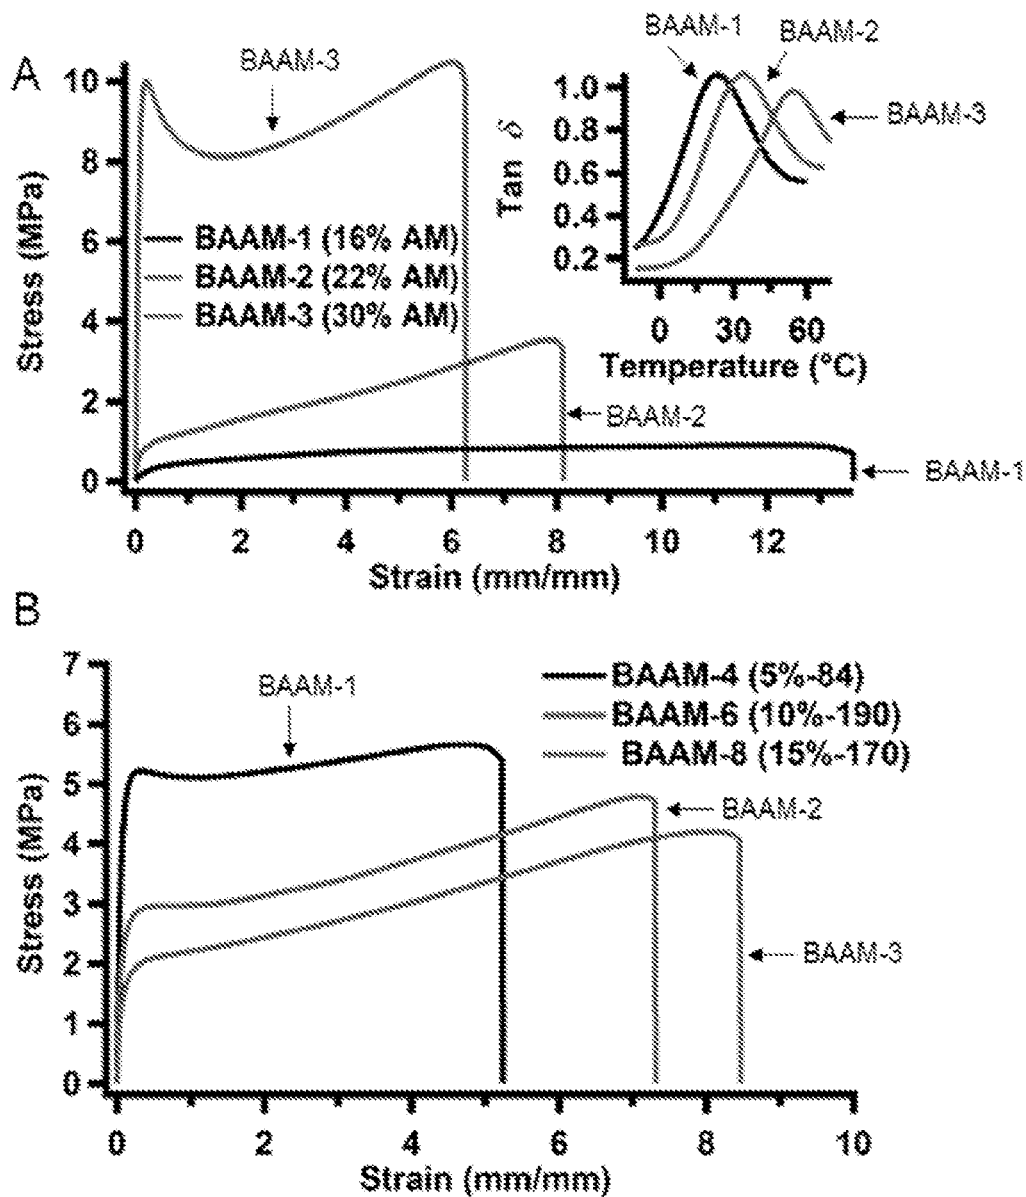 A
BAAM-3
BAAM-1
BAAM-2
BAAM-3
10
8
6
4
2
0
Stress (MPa)
BAAM-1 (16% AM)
BAAM-2 (22% AM)
BAAM-3 (30% AM)
1.0
0.8
0.6
0.4
0.2
Tan δ
0 30 60
Temperature (°C)
BAAM-2
BAAM-1
0 2 4 6 8 10 12
Strain (mm/mm)
B
7
6
5
4
3
2
1
0
Stress (MPa)
BAAM-1
BAAM-4 (5%-84)
BAAM-6 (10%-190)
BAAM-8 (15%-170)
BAAM-2
BAAM-3
0 2 4 6 8 10
Strain (mm/mm)